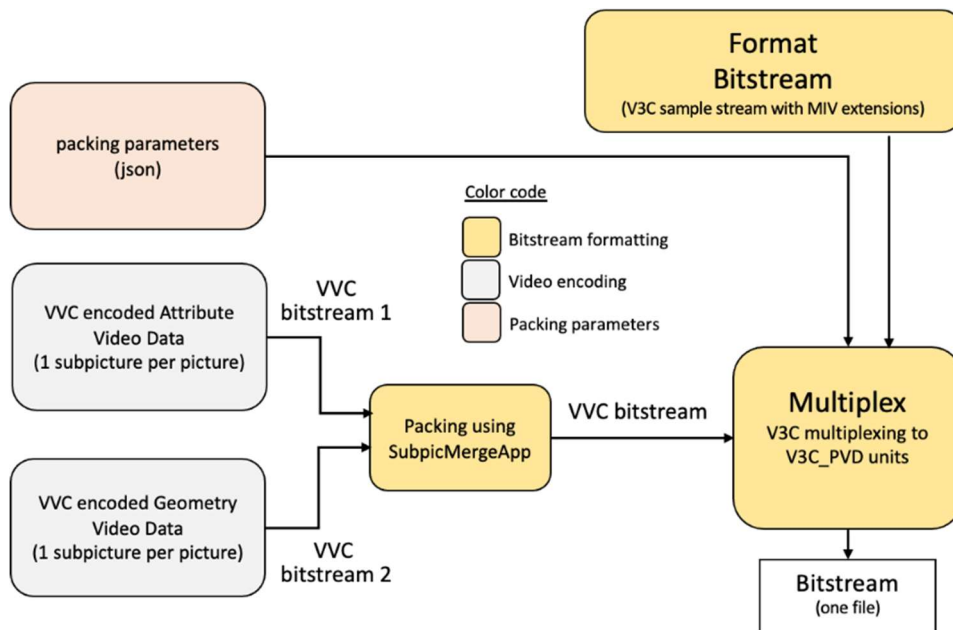 Format
Bitstream
(V3C sample stream with MIV extensions)
packing parameters
(json)
Color code
Bitstream formatting
Video encoding
Packing parameters
VVC encoded Attribute
Video Data
(1 subpicture per picture)
VVC
bitstream 1
Packing using
SubpicMergeApp
VVC bitstream
Multiplex
V3C multiplexing to
V3C_PVD units
VVC encoded Geometry
Video Data
(1 subpicture per picture)
VVC
bitstream 2
Bitstream
(one file)